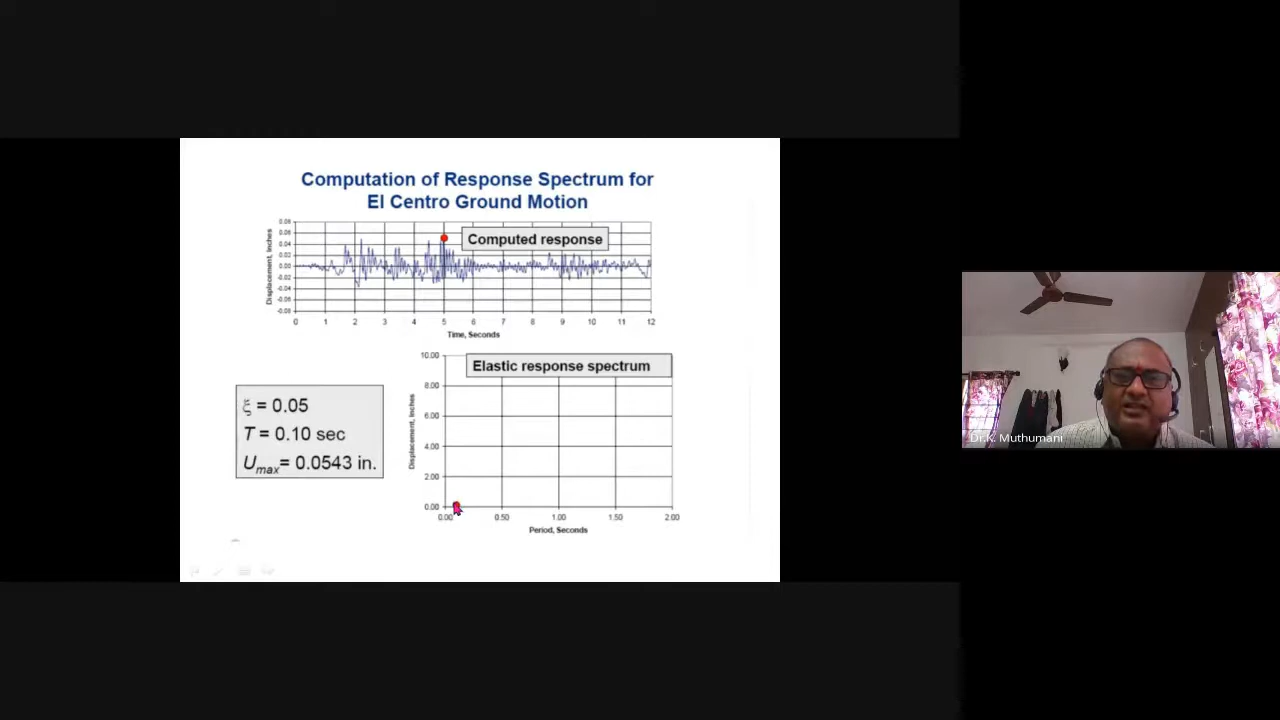 Computation of Response Spectrum for
El Centro Ground Motion
0.08
0.06
0.04
0.02
0.00
-0.02
-0.04
-0.06
-0.08
Displacement, Inches
Computed response
0 1 2 3 4 5 6 7 8 9 10 11 12
Time, Seconds
ξ = 0.05
T = 0.10 sec
Umax= 0.0543 in.
Elastic response spectrum
10.00
8.00
6.00
4.00
2.00
0.00
Displacement, Inches
0.00 0.50 1.00 1.50 2.00
Period, Seconds
Dr.K. Muthumani